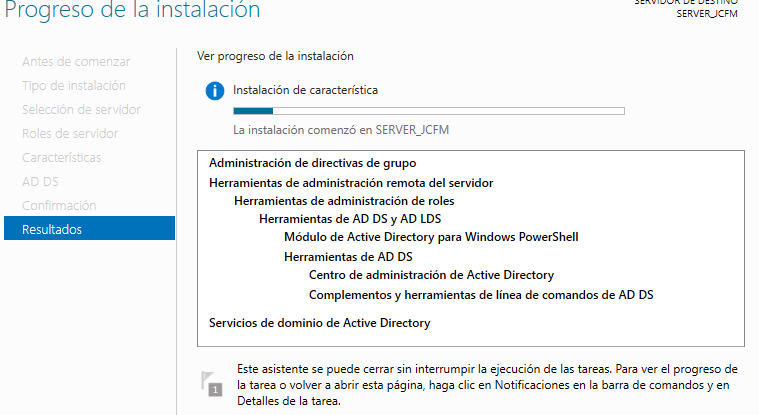 Progreso de la instalación
SERVIDOR DE DESTINO
SERVER_JCFM
Antes de comenzar
Tipo de instalación
Selección de servidor
Roles de servidor
Características
AD DS
Confirmación
Resultados
Ver progreso de la instalación
Instalación de característica
La instalación comenzó en SERVER_JCFM
Administración de directivas de grupo
Herramientas de administración remota del servidor
Herramientas de administración de roles
Herramientas de AD DS y AD LDS
Módulo de Active Directory para Windows PowerShell
Herramientas de AD DS
Centro de administración de Active Directory
Complementos y herramientas de línea de comandos de AD DS
Servicios de dominio de Active Directory
1
Este asistente se puede cerrar sin interrumpir la ejecución de las tareas. Para ver el progreso de
la tarea o volver a abrir esta página, haga clic en Notificaciones en la barra de comandos y en
Detalles de la tarea.